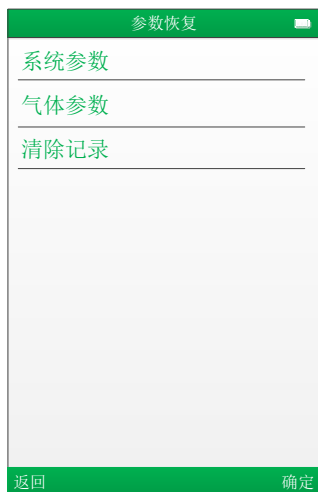 参数恢复
系统参数
气体参数
清除记录
返回 确定